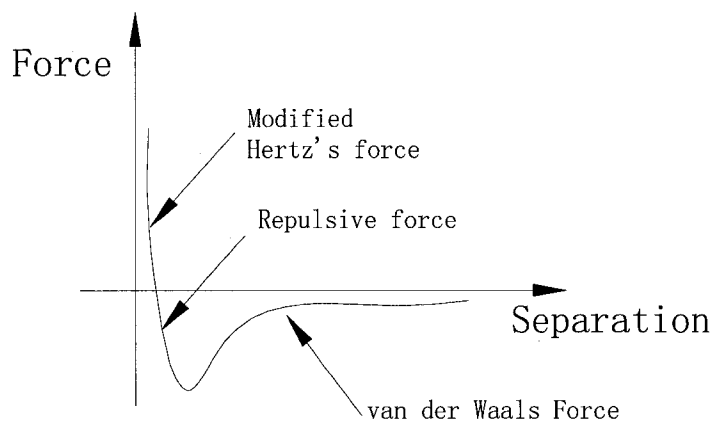 Force
Modified
Hertz's force
Repulsive force
Separation
van der Waals Force